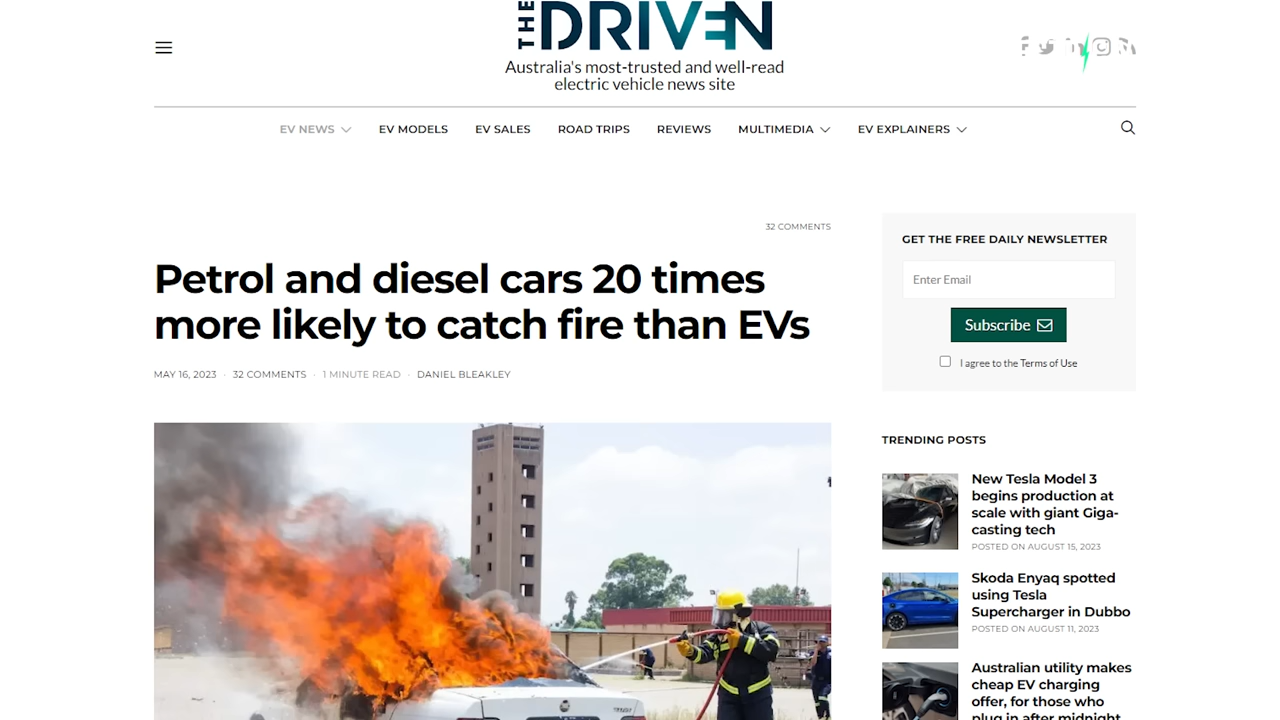 THE DRIVEN
Australia's most-trusted and well-read
electric vehicle news site
EV NEWS EV MODELS EV SALES ROAD TRIPS REVIEWS MULTIMEDIA EV EXPLAINERS
32 COMMENTS
Petrol and diesel cars 20 times
more likely to catch fire than EVs
MAY 16, 2023 · 32 COMMENTS · 1 MINUTE READ · DANIEL BLEAKLEY
GET THE FREE DAILY NEWSLETTER
Enter Email
Subscribe
I agree to the Terms of Use
TRENDING POSTS
New Tesla Model 3
begins production at
scale with giant Giga-
casting tech
POSTED ON AUGUST 15, 2023
Skoda Enyaq spotted
using Tesla
Supercharger in Dubbo
POSTED ON AUGUST 11, 2023
Australian utility makes
cheap EV charging
offer, for those who
plug in after midnight